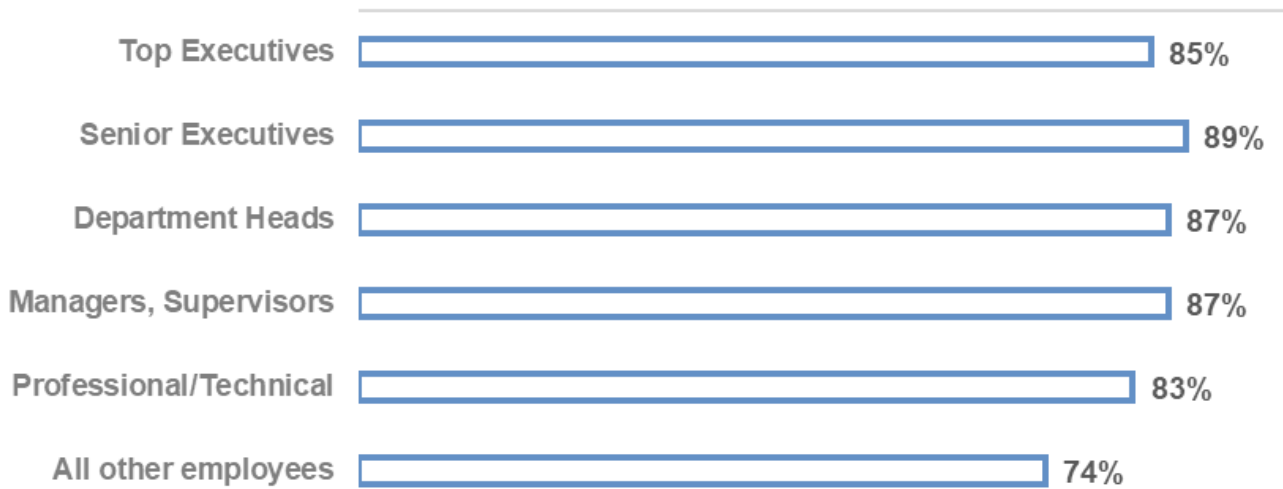 Top Executives 85%
Senior Executives 89%
Department Heads 87%
Managers, Supervisors 87%
Professional/Technical 83%
All other employees 74%